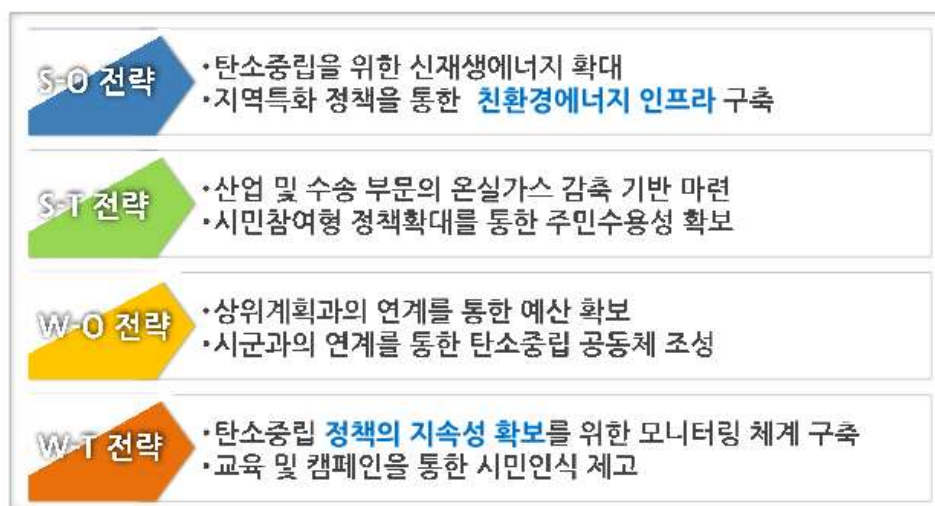 S-O 전략
·탄소중립을 위한 신재생에너지 확대
·지역특화 정책을 통한 친환경에너지 인프라 구축
S-T 전략
·산업 및 수송 부문의 온실가스 감축 기반 마련
·시민참여형 정책확대를 통한 주민수용성 확보
W-O 전략
·상위계획과의 연계를 통한 예산 확보
·시군과의 연계를 통한 탄소중립 공동체 조성
W-T 전략
·탄소중립 정책의 지속성 확보를 위한 모니터링 체계 구축
·교육 및 캠페인을 통한 시민인식 제고